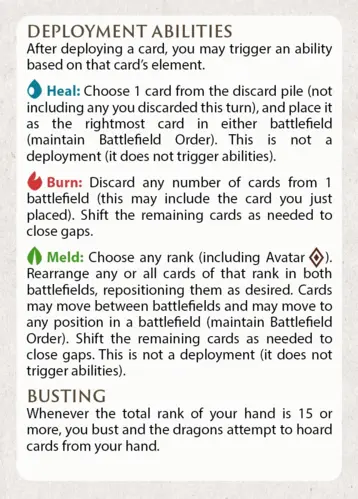 DEPLOYMENT ABILITIES
After deploying a card, you may trigger an ability
based on that card's element.
Heal: Choose 1 card from the discard pile (not
including any you discarded this turn), and place it
as the rightmost card in either battlefield
(maintain Battlefield Order). This is not a
deployment (it does not trigger abilities).
Burn: Discard any number of cards from 1
battlefield (this may include the card you just
placed). Shift the remaining cards as needed to
close gaps.
Meld: Choose any rank (including Avatar ).
Rearrange any or all cards of that rank in both
battlefields, repositioning them as desired. Cards
may move between battlefields and may move to
any position in a battlefield (maintain Battlefield
Order). Shift the remaining cards as needed to
close gaps. This is not a deployment (it does not
trigger abilities).
BUSTING
Whenever the total rank of your hand is 15 or
more, you bust and the dragons attempt to hoard
cards from your hand.